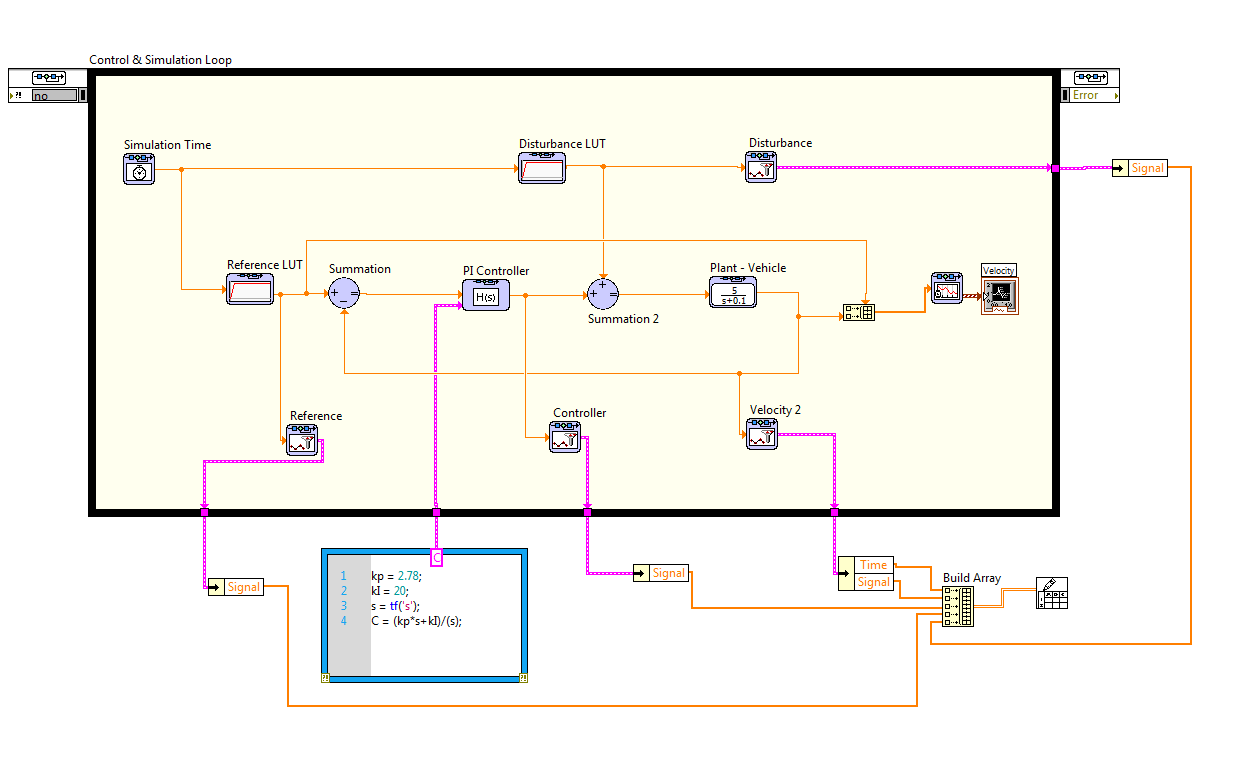 Control & Simulation Loop
no
Error
Simulation Time
Disturbance LUT
Disturbance
Signal
Reference LUT
Summation
PI Controller
H(s)
Summation 2
Plant - Vehicle
5
s+0.1
Velocity
Reference
Controller
Velocity 2
Signal
C
1 kp = 2.78;
2 kI = 20;
3 s = tf('s');
4 C = (kp*s+kI)/(s);
Signal
Time
Signal
Build Array